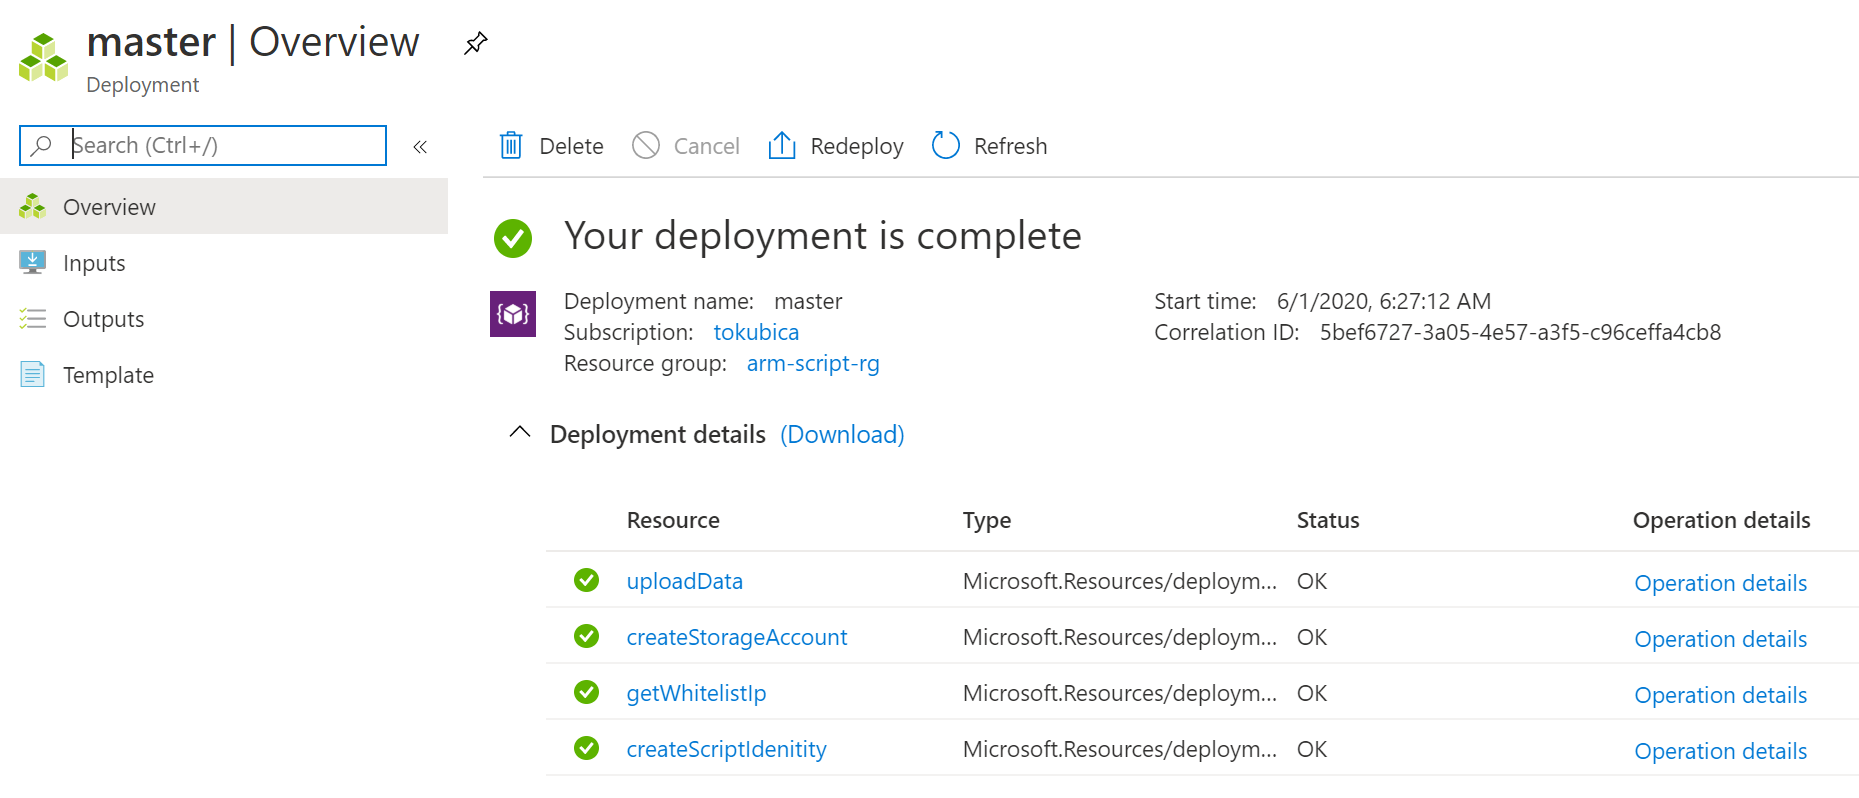 master | Overview
Deployment
Search (Ctrl+/)
«
Delete
Cancel
Redeploy
Refresh
Overview
Inputs
Outputs
Template
Your deployment is complete
Deployment name: master
Subscription: tokubica
Resource group: arm-script-rg
Start time: 6/1/2020, 6:27:12 AM
Correlation ID: 5bef6727-3a05-4e57-a3f5-c96ceffa4cb8
Deployment details (Download)
Resource Type Status Operation details
uploadData Microsoft.Resources/deploym... OK Operation details
createStorageAccount Microsoft.Resources/deploym... OK Operation details
getWhitelistIp Microsoft.Resources/deploym... OK Operation details
createScriptIdenitity Microsoft.Resources/deploym... OK Operation details